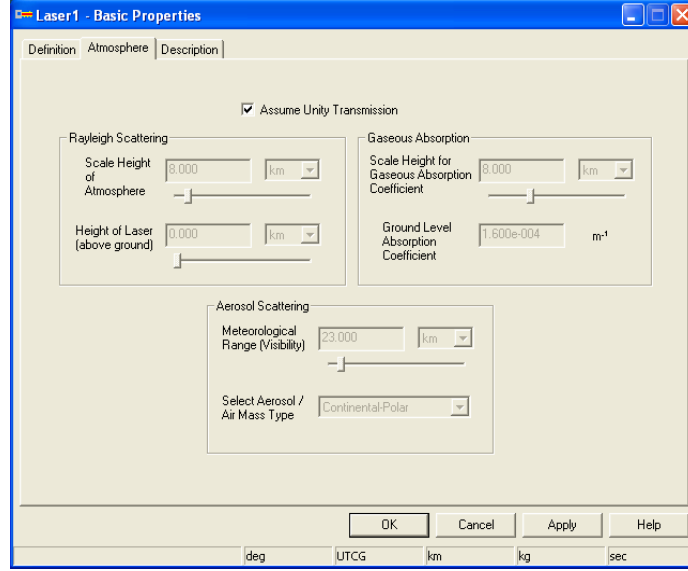 Laser1 - Basic Properties
Definition Atmosphere Description
Assume Unity Transmission
Rayleigh Scattering
Scale Height
of
Atmosphere
8.000 km
Height of Laser
(above ground)
0.000 km
Gaseous Absorption
Scale Height for
Gaseous Absorption
Coefficient
8.000 km
Ground Level
Absorption
Coefficient
1.600e-004 m-¹
Aerosol Scattering
Meteorological
Range (Visibility)
23.000 km
Select Aerosol /
Air Mass Type
Continental-Polar
OK Cancel Apply Help
deg UTCG km kg sec